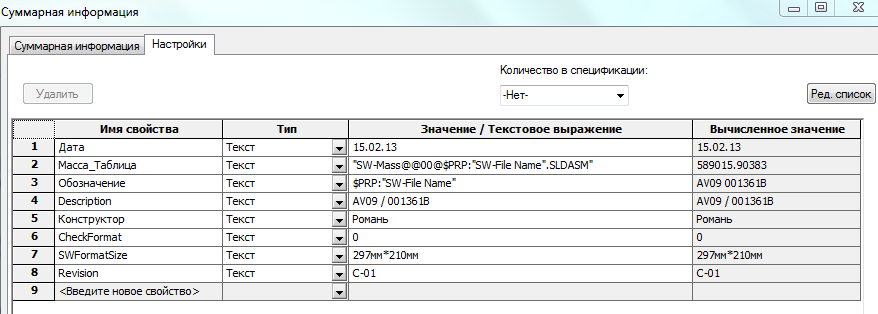 Суммарная информация
Суммарная информация Настройки
Количество в спецификации:
Удалить -Нет- Ред. список
Имя свойства Тип Значение / Текстовое выражение Вычисленное значение
1 Дата Текст 15.02.13 15.02.13
2 Масса_Таблица Текст "SW-Mass@@00@$PRP:"SW-File Name".SLDASM" 589015.90383
3 Обозначение Текст $PRP:"SW-File Name" AV09 001361B
4 Description Текст AV09 / 001361B AV09 / 001361B
5 Конструктор Текст Романь Романь
6 CheckFormat Текст 0 0
7 SWFormatSize Текст 297мм*210мм 297мм*210мм
8 Revision Текст C-01 C-01
9 <Введите новое свойство>